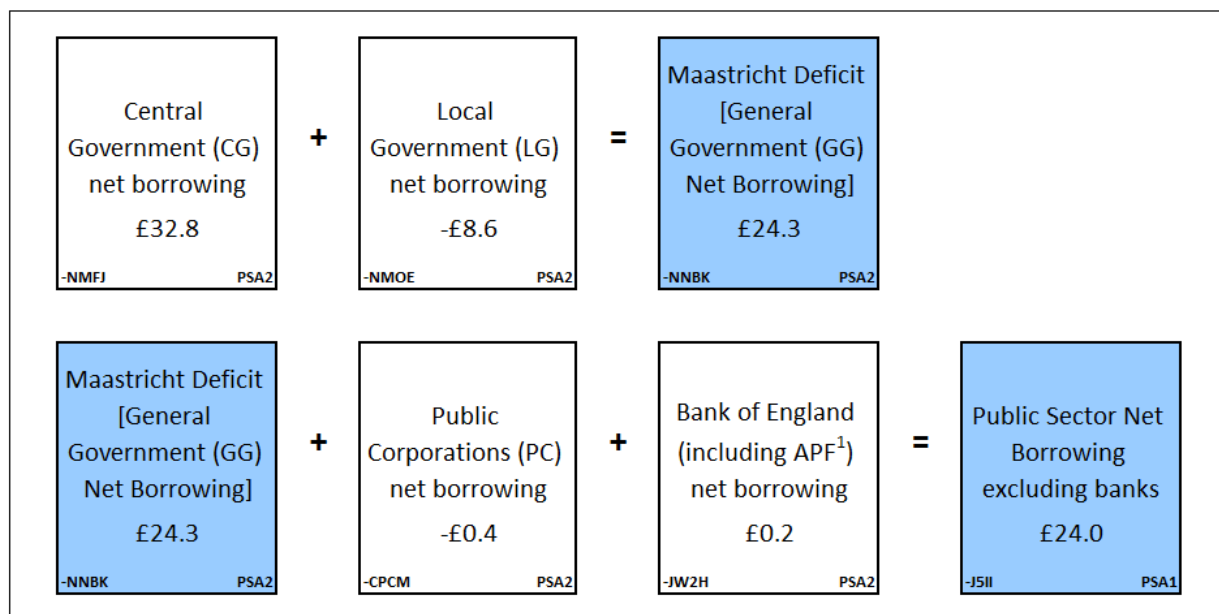 Central
Government (CG)
net borrowing
£32.8
-NMFJ PSA2
+
Local
Government (LG)
net borrowing
-£8.6
-NMOE PSA2
=
Maastricht Deficit
[General
Government (GG)
Net Borrowing]
£24.3
-NNBK PSA2
Maastricht Deficit
[General
Government (GG)
Net Borrowing]
£24.3
-NNBK PSA2
+
Public
Corporations (PC)
net borrowing
-£0.4
-CPCM PSA2
+
Bank of England
(including APF¹)
net borrowing
£0.2
-JW2H PSA2
=
Public Sector Net
Borrowing
excluding banks
£24.0
-J5II PSA1